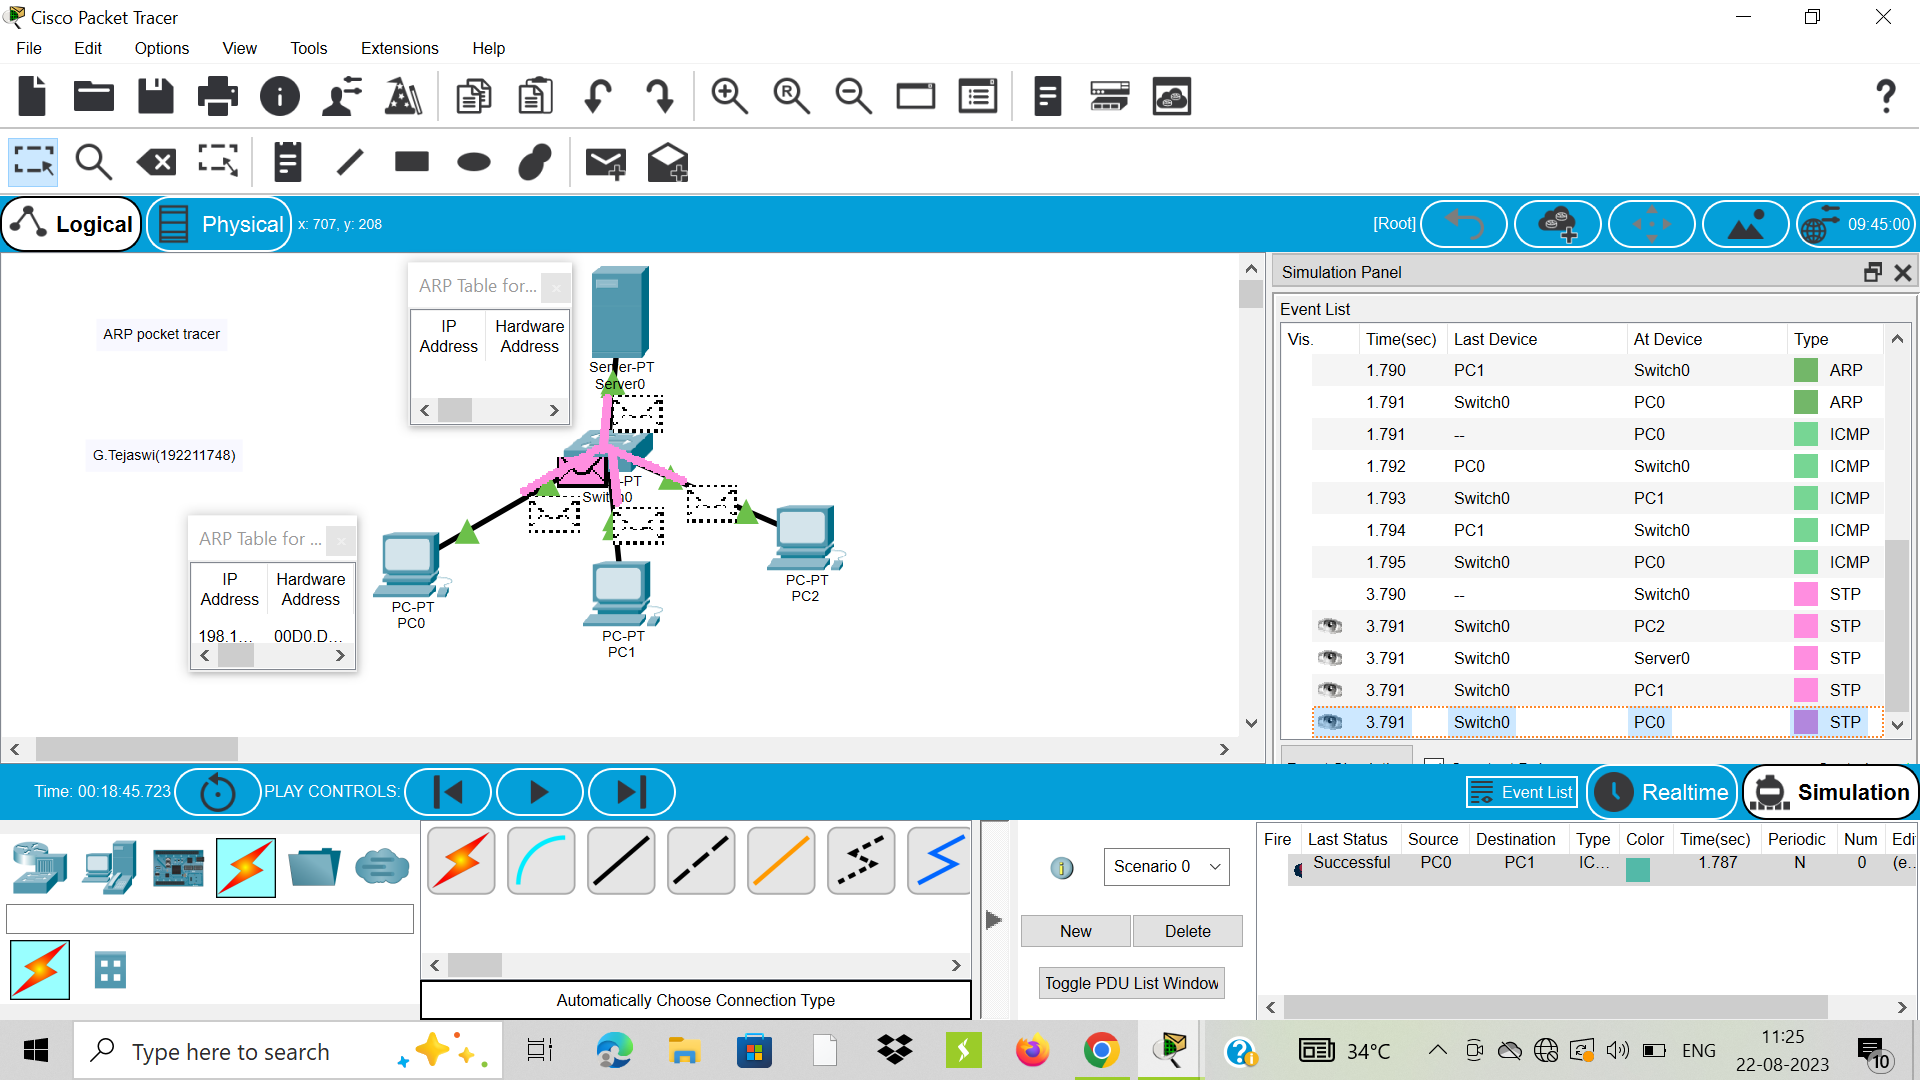 Cisco Packet Tracer
File Edit Options View Tools Extensions Help
Logical Physical x: 707, y: 208 [Root] 09:45:00
ARP pocket tracer
G.Tejaswi(192211748)
ARP Table for...
IP Address Hardware Address
Server-PT
Server0
-PT
Switch0
ARP Table for ...
IP Address Hardware Address
198.1... 00D0.D...
PC-PT
PC0
PC-PT
PC1
PC-PT
PC2
Simulation Panel
Event List
Vis. Time(sec) Last Device At Device Type
1.790 PC1 Switch0 ARP
1.791 Switch0 PC0 ARP
1.791 -- PC0 ICMP
1.792 PC0 Switch0 ICMP
1.793 Switch0 PC1 ICMP
1.794 PC1 Switch0 ICMP
1.795 Switch0 PC0 ICMP
3.790 -- Switch0 STP
3.791 Switch0 PC2 STP
3.791 Switch0 Server0 STP
3.791 Switch0 PC1 STP
3.791 Switch0 PC0 STP
Time: 00:18:45.723 PLAY CONTROLS: Event List Realtime Simulation
Automatically Choose Connection Type
Scenario 0
New Delete
Toggle PDU List Window
Fire Last Status Source Destination Type Color Time(sec) Periodic Num Edi
Successful PC0 PC1 IC... 1.787 N 0 (e..
Type here to search
34°C ENG
11:25
22-08-2023
10